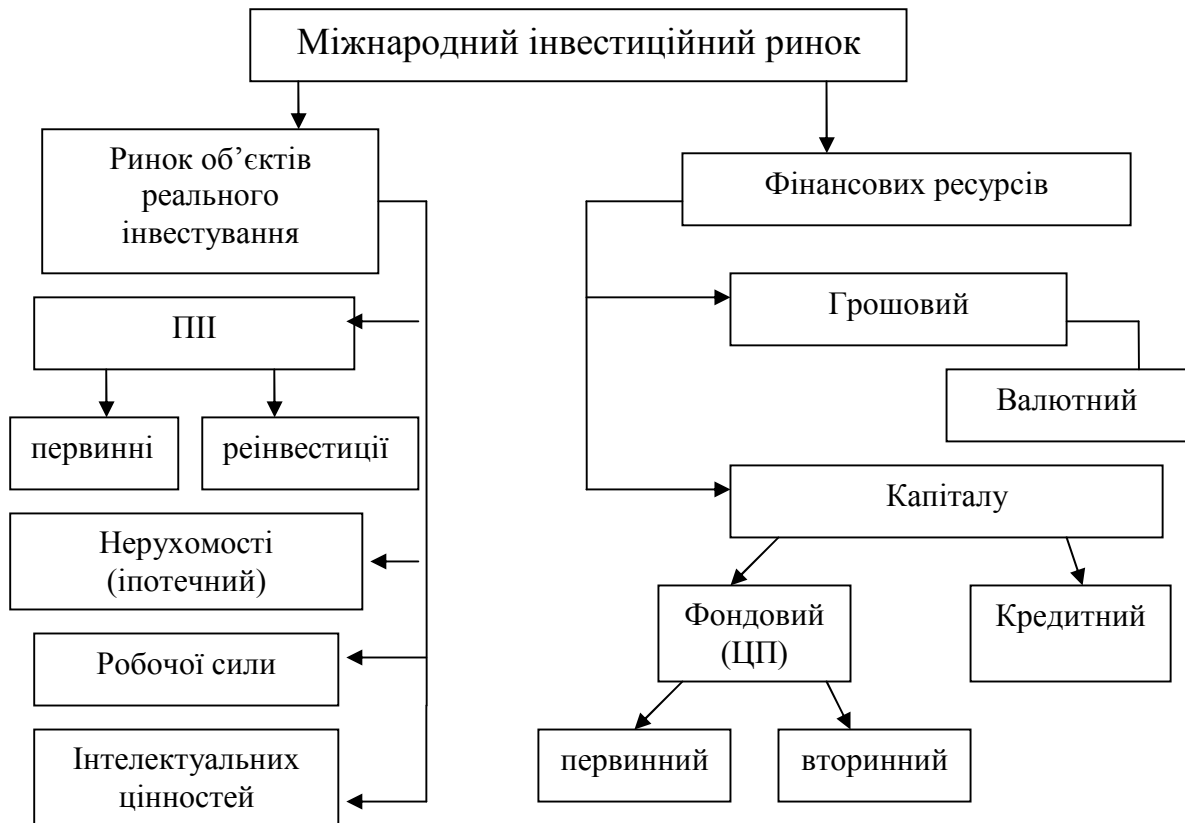 Міжнародний інвестиційний ринок
Ринок об’єктів
реального
інвестування
ПІІ
первинні
реінвестиції
Нерухомості
(іпотечний)
Робочої сили
Інтелектуальних
цінностей
Фінансових ресурсів
Грошовий
Валютний
Капіталу
Фондовий
(ЦП)
Кредитний
первинний
вторинний